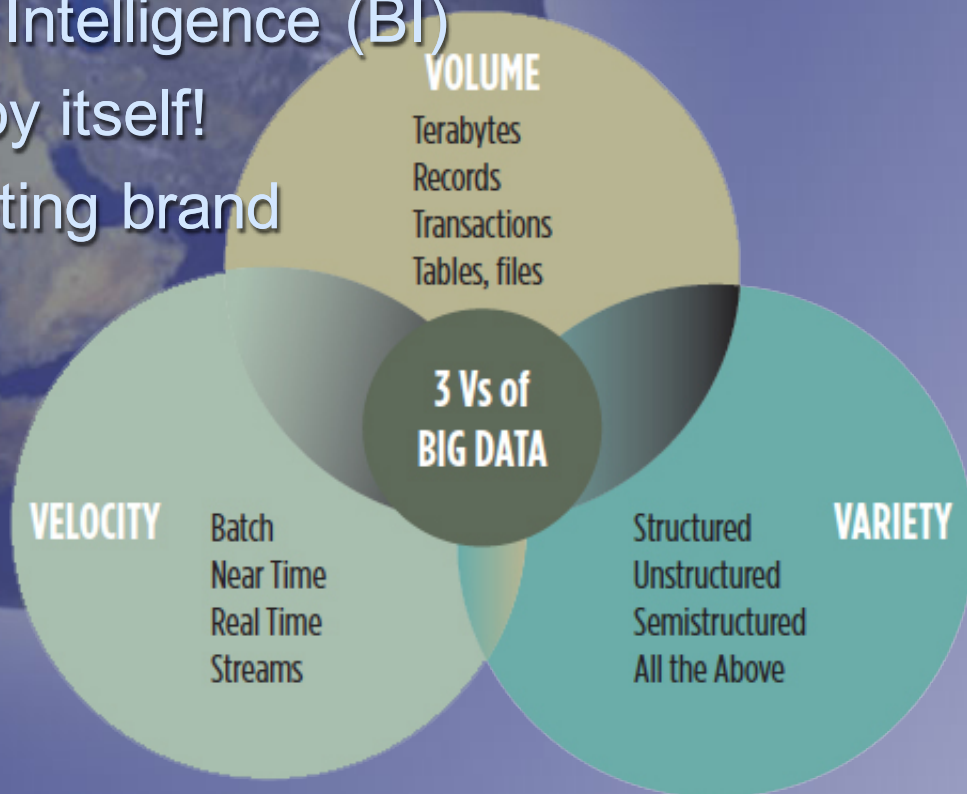 Intelligence (BI)
by itself!
ting brand
VOLUME
Terabytes
Records
Transactions
Tables, files
3 Vs of
BIG DATA
VELOCITY
Batch
Near Time
Real Time
Streams
Structured
Unstructured
Semistructured
All the Above
VARIETY